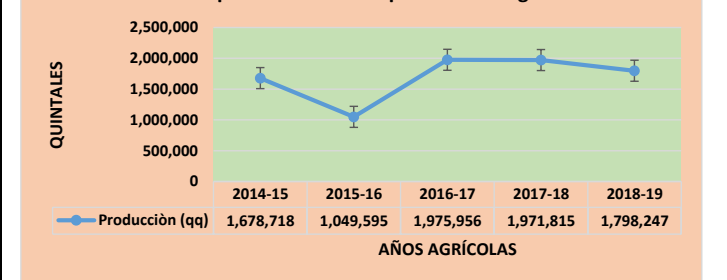 2,500,000
2,000,000
1,500,000
1,000,000
500,000
0
QUINTALES
2014-15 2015-16 2016-17 2017-18 2018-19
Producciòn (qq) 1,678,718 1,049,595 1,975,956 1,971,815 1,798,247
AÑOS AGRÍCOLAS